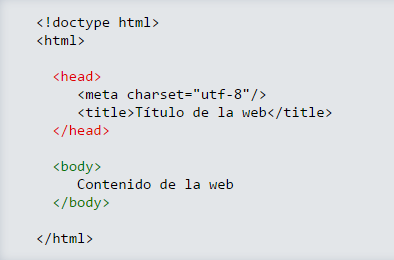 <!doctype html>
<html>
<head>
<meta charset="utf-8"/>
<title>Título de la web</title>
</head>
<body>
Contenido de la web
</body>
</html>